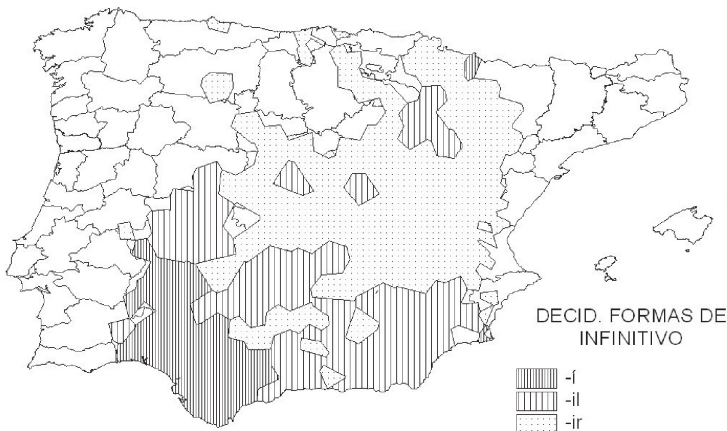 DECID. FORMAS DE
INFINITIVO
-í
-il
-ir